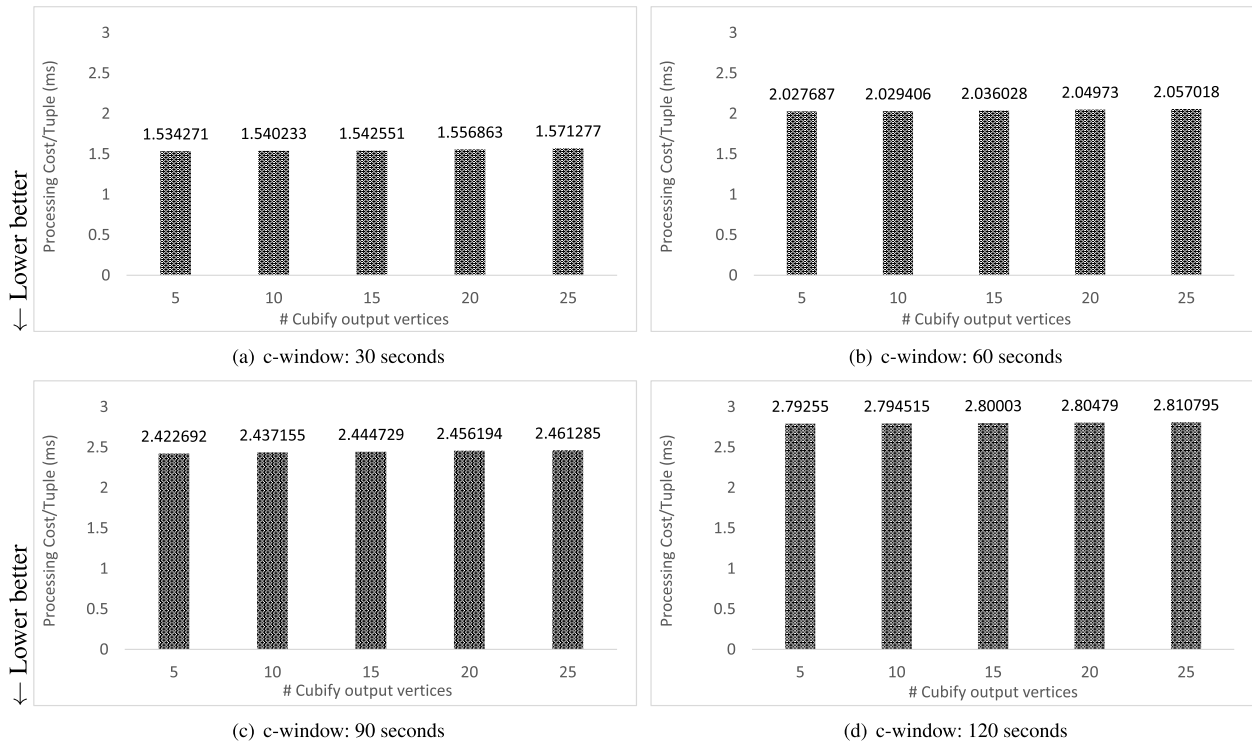 ← Lower better
Processing Cost/Tuple (ms)
3
2.5
2
1.5
1
0.5
0
1.534271 1.540233 1.542551 1.556863 1.571277
5 10 15 20 25
# Cubify output vertices
(a) c-window: 30 seconds
Processing Cost/Tuple (ms)
3
2.5
2
1.5
1
0.5
0
2.027687 2.029406 2.036028 2.04973 2.057018
5 10 15 20 25
# Cubify output vertices
(b) c-window: 60 seconds
← Lower better
Processing Cost/Tuple (ms)
3
2.5
2
1.5
1
0.5
0
2.422692 2.437155 2.444729 2.456194 2.461285
5 10 15 20 25
# Cubify output vertices
(c) c-window: 90 seconds
Processing Cost/Tuple (ms)
3
2.5
2
1.5
1
0.5
0
2.79255 2.794515 2.80003 2.80479 2.810795
5 10 15 20 25
# Cubify output vertices
(d) c-window: 120 seconds